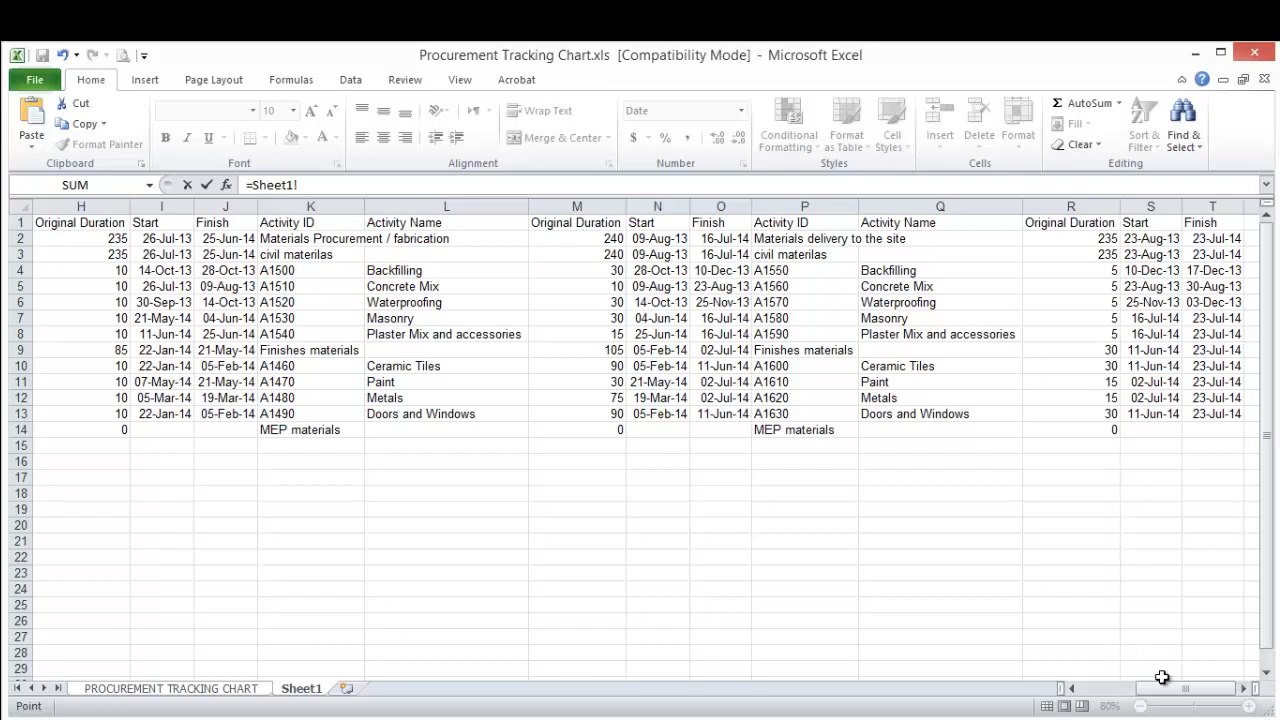 Procurement Tracking Chart.xls [Compatibility Mode] - Microsoft Excel
File Home Insert Page Layout Formulas Data Review View Acrobat
Paste Cut Copy Format Painter
10
B I U
Wrap Text
Merge & Center
Date
$ % ,
Conditional Formatting Format as Table Cell Styles
Insert Delete Format
Σ AutoSum Fill Clear
Sort & Filter Find & Select
Clipboard Font Alignment Number Styles Cells Editing
SUM fx =Sheet1!
H I J K L M N O P Q R S T
1 Original Duration Start Finish Activity ID Activity Name Original Duration Start Finish Activity ID Activity Name Original Duration Start Finish
2 235 26-Jul-13 25-Jun-14 Materials Procurement / fabrication 240 09-Aug-13 16-Jul-14 Materials delivery to the site 235 23-Aug-13 23-Jul-14
3 235 26-Jul-13 25-Jun-14 civil materilas 240 09-Aug-13 16-Jul-14 civil materilas 235 23-Aug-13 23-Jul-14
4 10 14-Oct-13 28-Oct-13 A1500 Backfilling 30 28-Oct-13 10-Dec-13 A1550 Backfilling 5 10-Dec-13 17-Dec-13
5 10 26-Jul-13 09-Aug-13 A1510 Concrete Mix 10 09-Aug-13 23-Aug-13 A1560 Concrete Mix 5 23-Aug-13 30-Aug-13
6 10 30-Sep-13 14-Oct-13 A1520 Waterproofing 30 14-Oct-13 25-Nov-13 A1570 Waterproofing 5 25-Nov-13 03-Dec-13
7 10 21-May-14 04-Jun-14 A1530 Masonry 30 04-Jun-14 16-Jul-14 A1580 Masonry 5 16-Jul-14 23-Jul-14
8 10 11-Jun-14 25-Jun-14 A1540 Plaster Mix and accessories 15 25-Jun-14 16-Jul-14 A1590 Plaster Mix and accessories 5 16-Jul-14 23-Jul-14
9 85 22-Jan-14 21-May-14 Finishes materials 105 05-Feb-14 02-Jul-14 Finishes materials 30 11-Jun-14 23-Jul-14
10 10 22-Jan-14 05-Feb-14 A1460 Ceramic Tiles 90 05-Feb-14 11-Jun-14 A1600 Ceramic Tiles 30 11-Jun-14 23-Jul-14
11 10 07-May-14 21-May-14 A1470 Paint 30 21-May-14 02-Jul-14 A1610 Paint 15 02-Jul-14 23-Jul-14
12 10 05-Mar-14 19-Mar-14 A1480 Metals 75 19-Mar-14 02-Jul-14 A1620 Metals 15 02-Jul-14 23-Jul-14
13 10 22-Jan-14 05-Feb-14 A1490 Doors and Windows 90 05-Feb-14 11-Jun-14 A1630 Doors and Windows 30 11-Jun-14 23-Jul-14
14 0 MEP materials 0 MEP materials 0
15
16
17
18
19
20
21
22
23
24
25
26
27
28
29
PROCUREMENT TRACKING CHART Sheet1
Point 80%